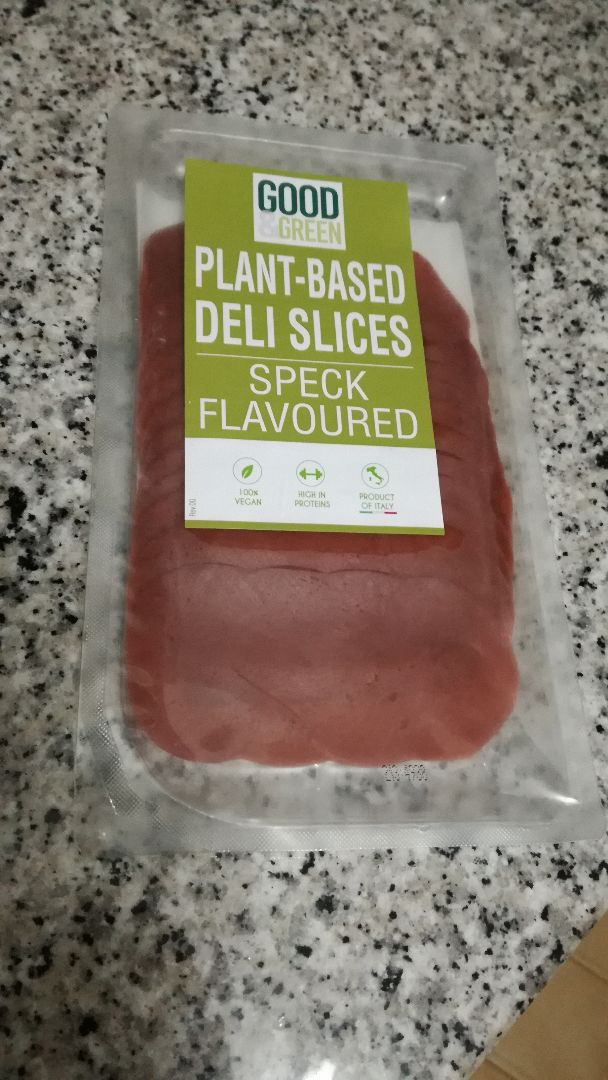 GOOD
&GREEN
PLANT-BASED
DELI SLICES
SPECK
FLAVOURED
100%
VEGAN
HIGH IN
PROTEINS
PRODUCT
OF ITALY